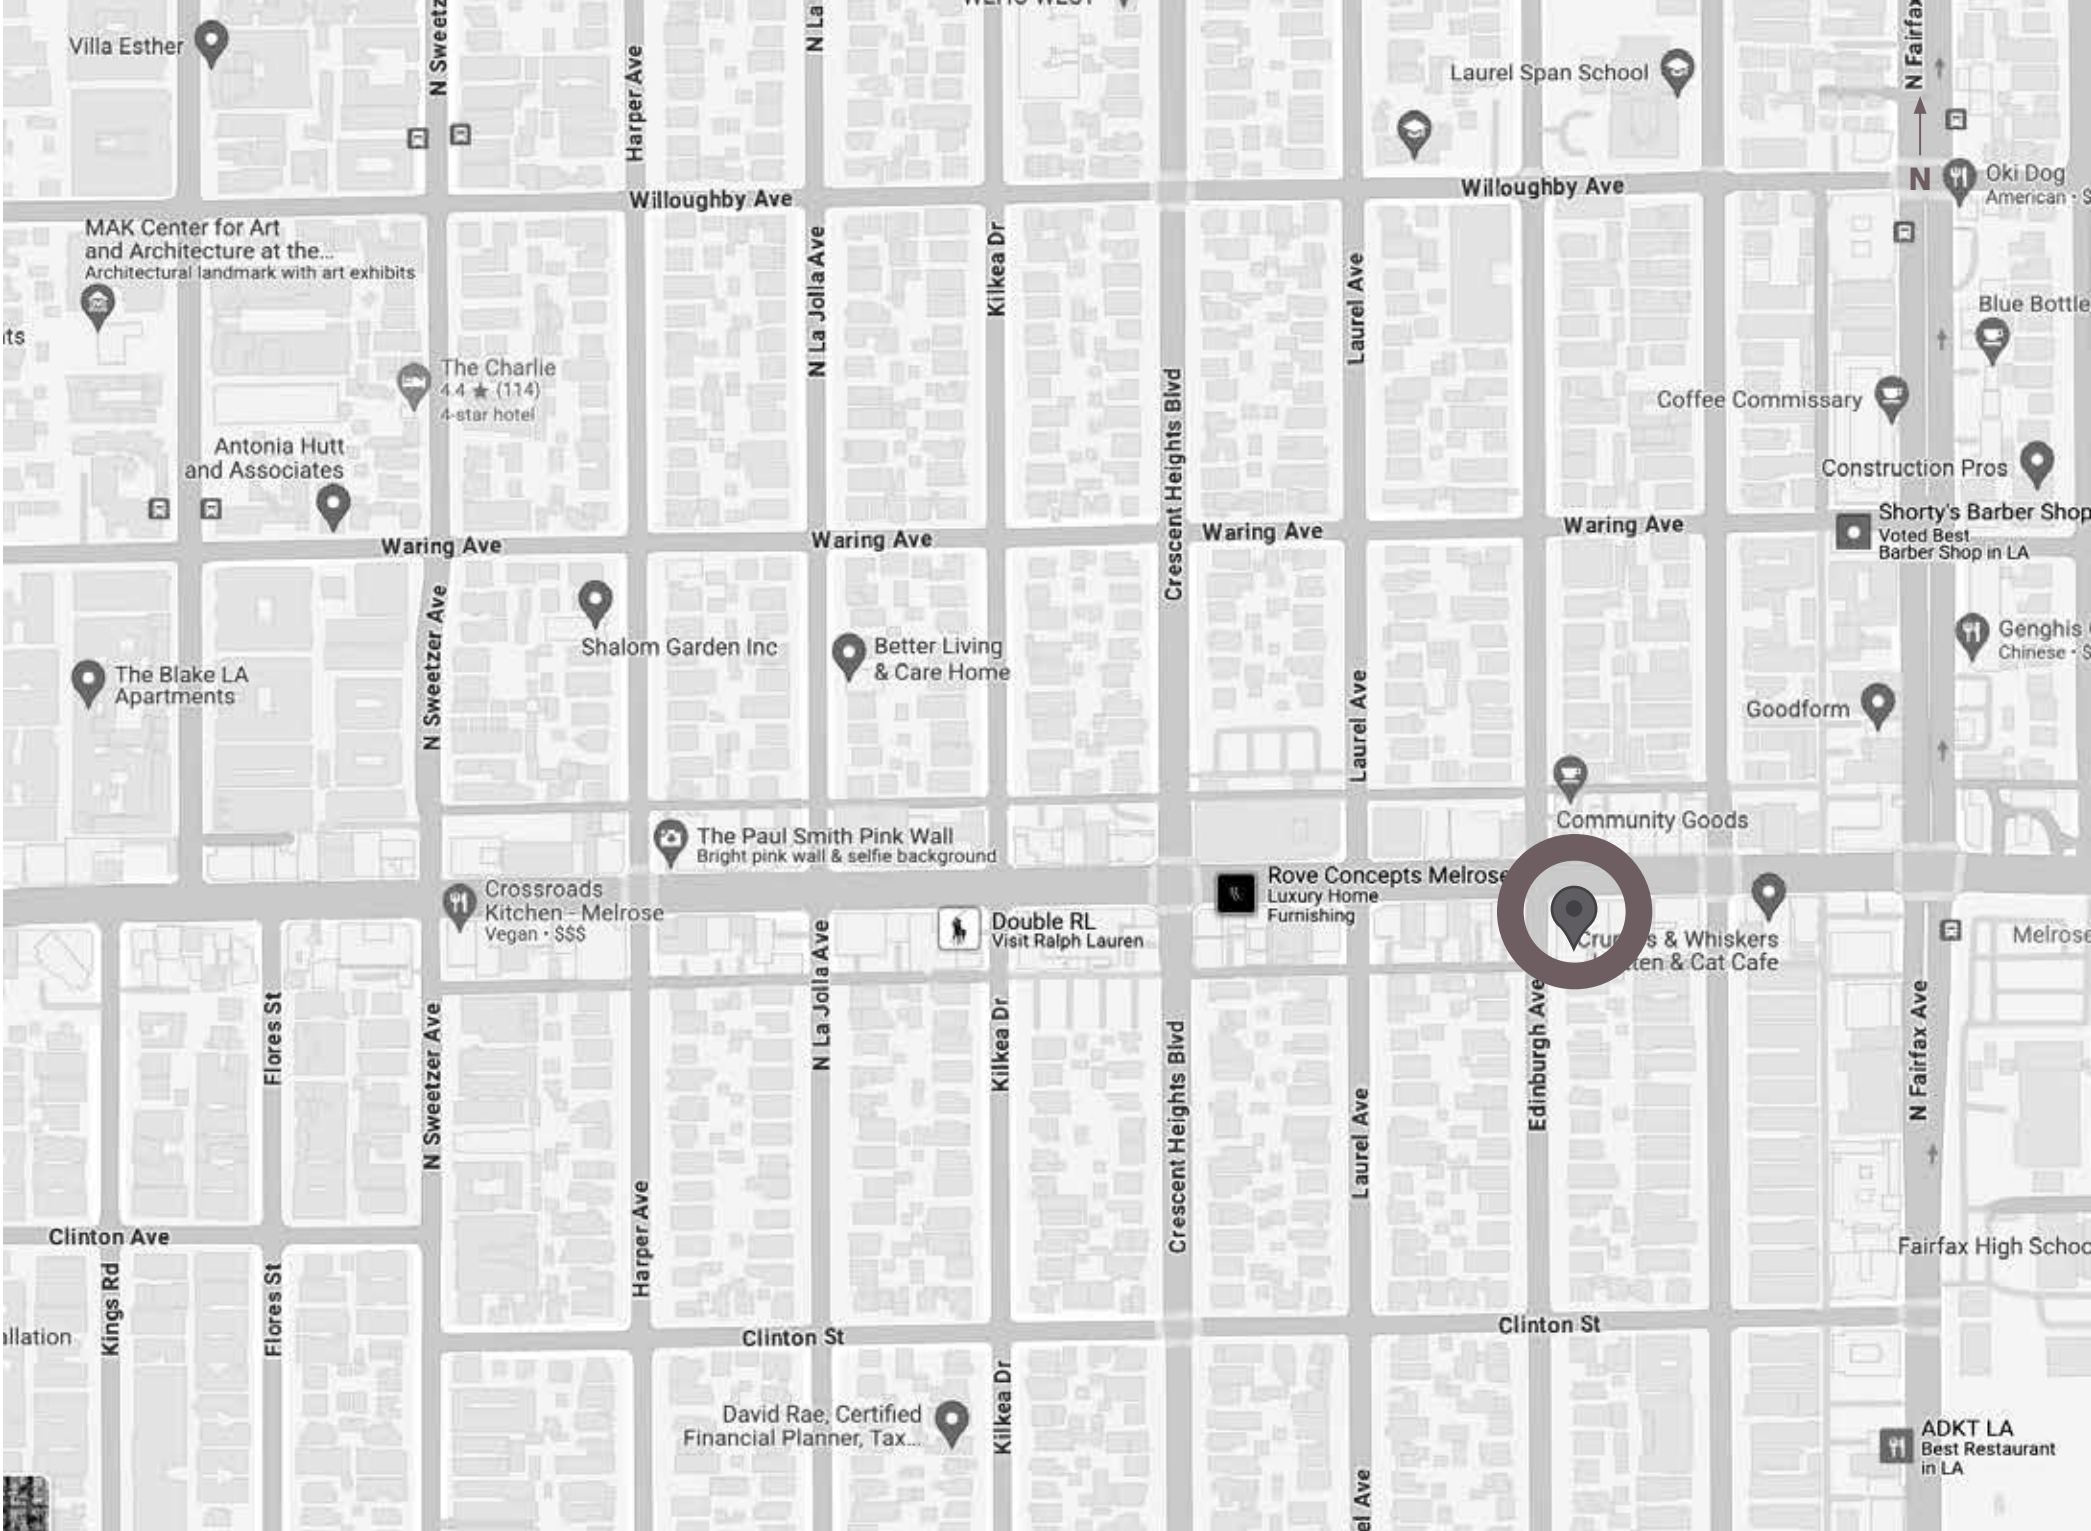 WEHO WEST
Villa Esther
N Sweetz
Harper Ave
N La
Laurel Span School
N Fairfax
N
Willoughby Ave
Willoughby Ave
Oki Dog
American · $
MAK Center for Art
and Architecture at the...
Architectural landmark with art exhibits
nts
N La Jolla Ave
Kilkea Dr
Laurel Ave
Blue Bottle
The Charlie
4.4 ★ (114)
4-star hotel
Crescent Heights Blvd
Coffee Commissary
Antonia Hutt
and Associates
Construction Pros
Shorty's Barber Shop
Voted Best
Barber Shop in LA
Waring Ave
Waring Ave
Waring Ave
Waring Ave
N Sweetzer Ave
Shalom Garden Inc
Better Living
& Care Home
Laurel Ave
Genghis
Chinese · $
The Blake LA
Apartments
Goodform
Community Goods
The Paul Smith Pink Wall
Bright pink wall & selfie background
Crossroads
Kitchen - Melrose
Vegan · $$$
Double RL
Visit Ralph Lauren
Rove Concepts Melrose
Luxury Home
Furnishing
Crumbs & Whiskers
Kitten & Cat Cafe
Melrose
Flores St
N Sweetzer Ave
N La Jolla Ave
Kilkea Dr
Crescent Heights Blvd
Laurel Ave
Edinburgh Ave
N Fairfax Ave
Clinton Ave
Harper Ave
Fairfax High Schoo
Kings Rd
Flores St
allation
Clinton St
Clinton St
David Rae, Certified
Financial Planner, Tax...
Kilkea Dr
el Ave
ADKT LA
Best Restaurant
in LA